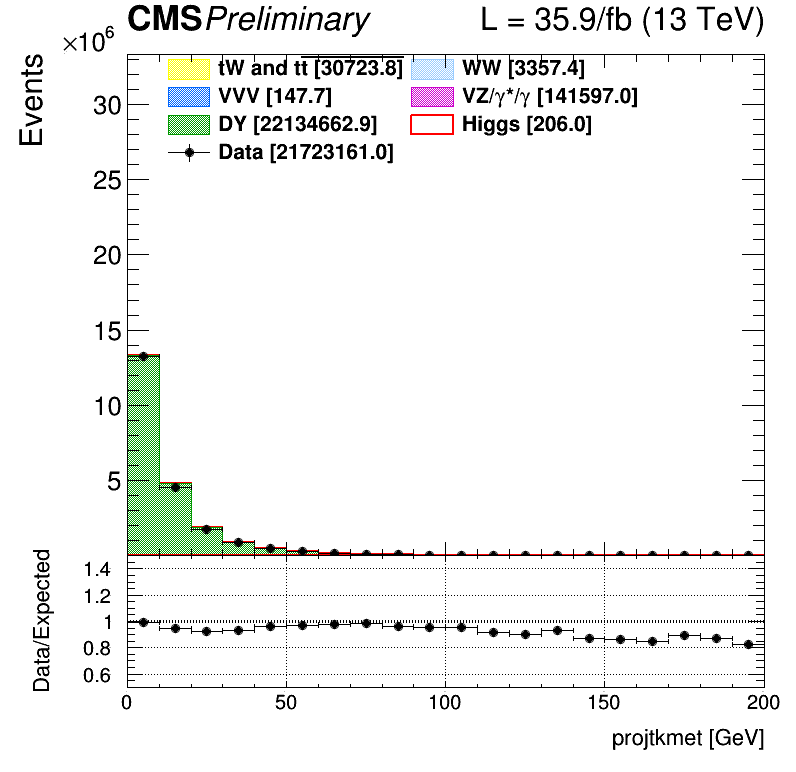 CMS Preliminary L = 35.9/fb (13 TeV)
×10⁶
Events
tW and tt [30723.8] WW [3357.4]
VVV [147.7] VZ/γ*/γ [141597.0]
DY [22134662.9] Higgs [206.0]
Data [21723161.0]
30
25
20
15
10
5
Data/Expected
1.4
1.2
1
0.8
0.6
0 50 100 150 200
projtkmet [GeV]